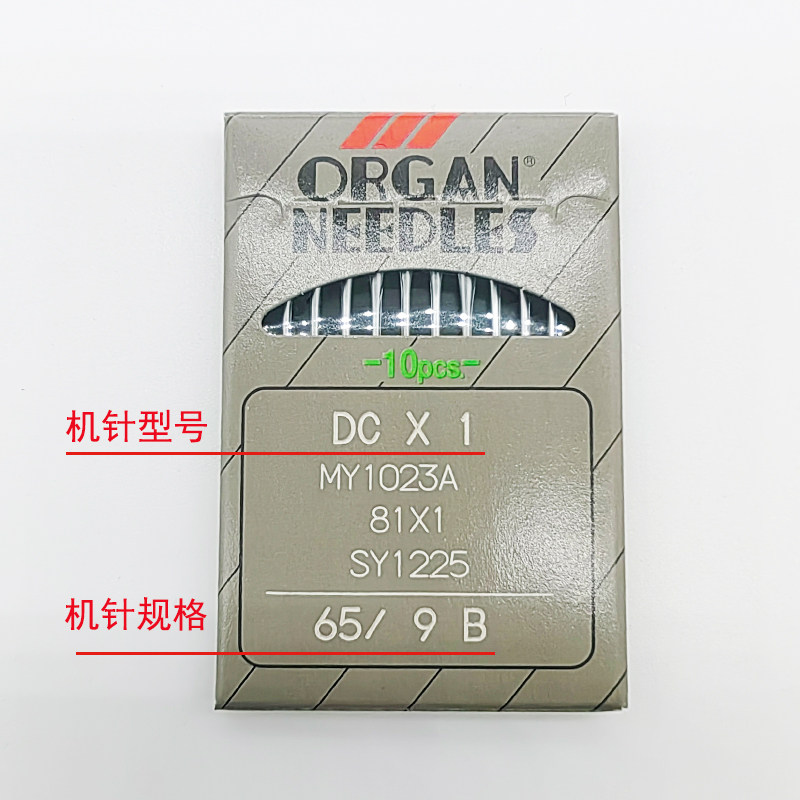 ORGAN®
NEEDLES
-10pcs.-
机针型号
DC X 1
MY1023A
81X1
SY1225
机针规格
65/ 9 B